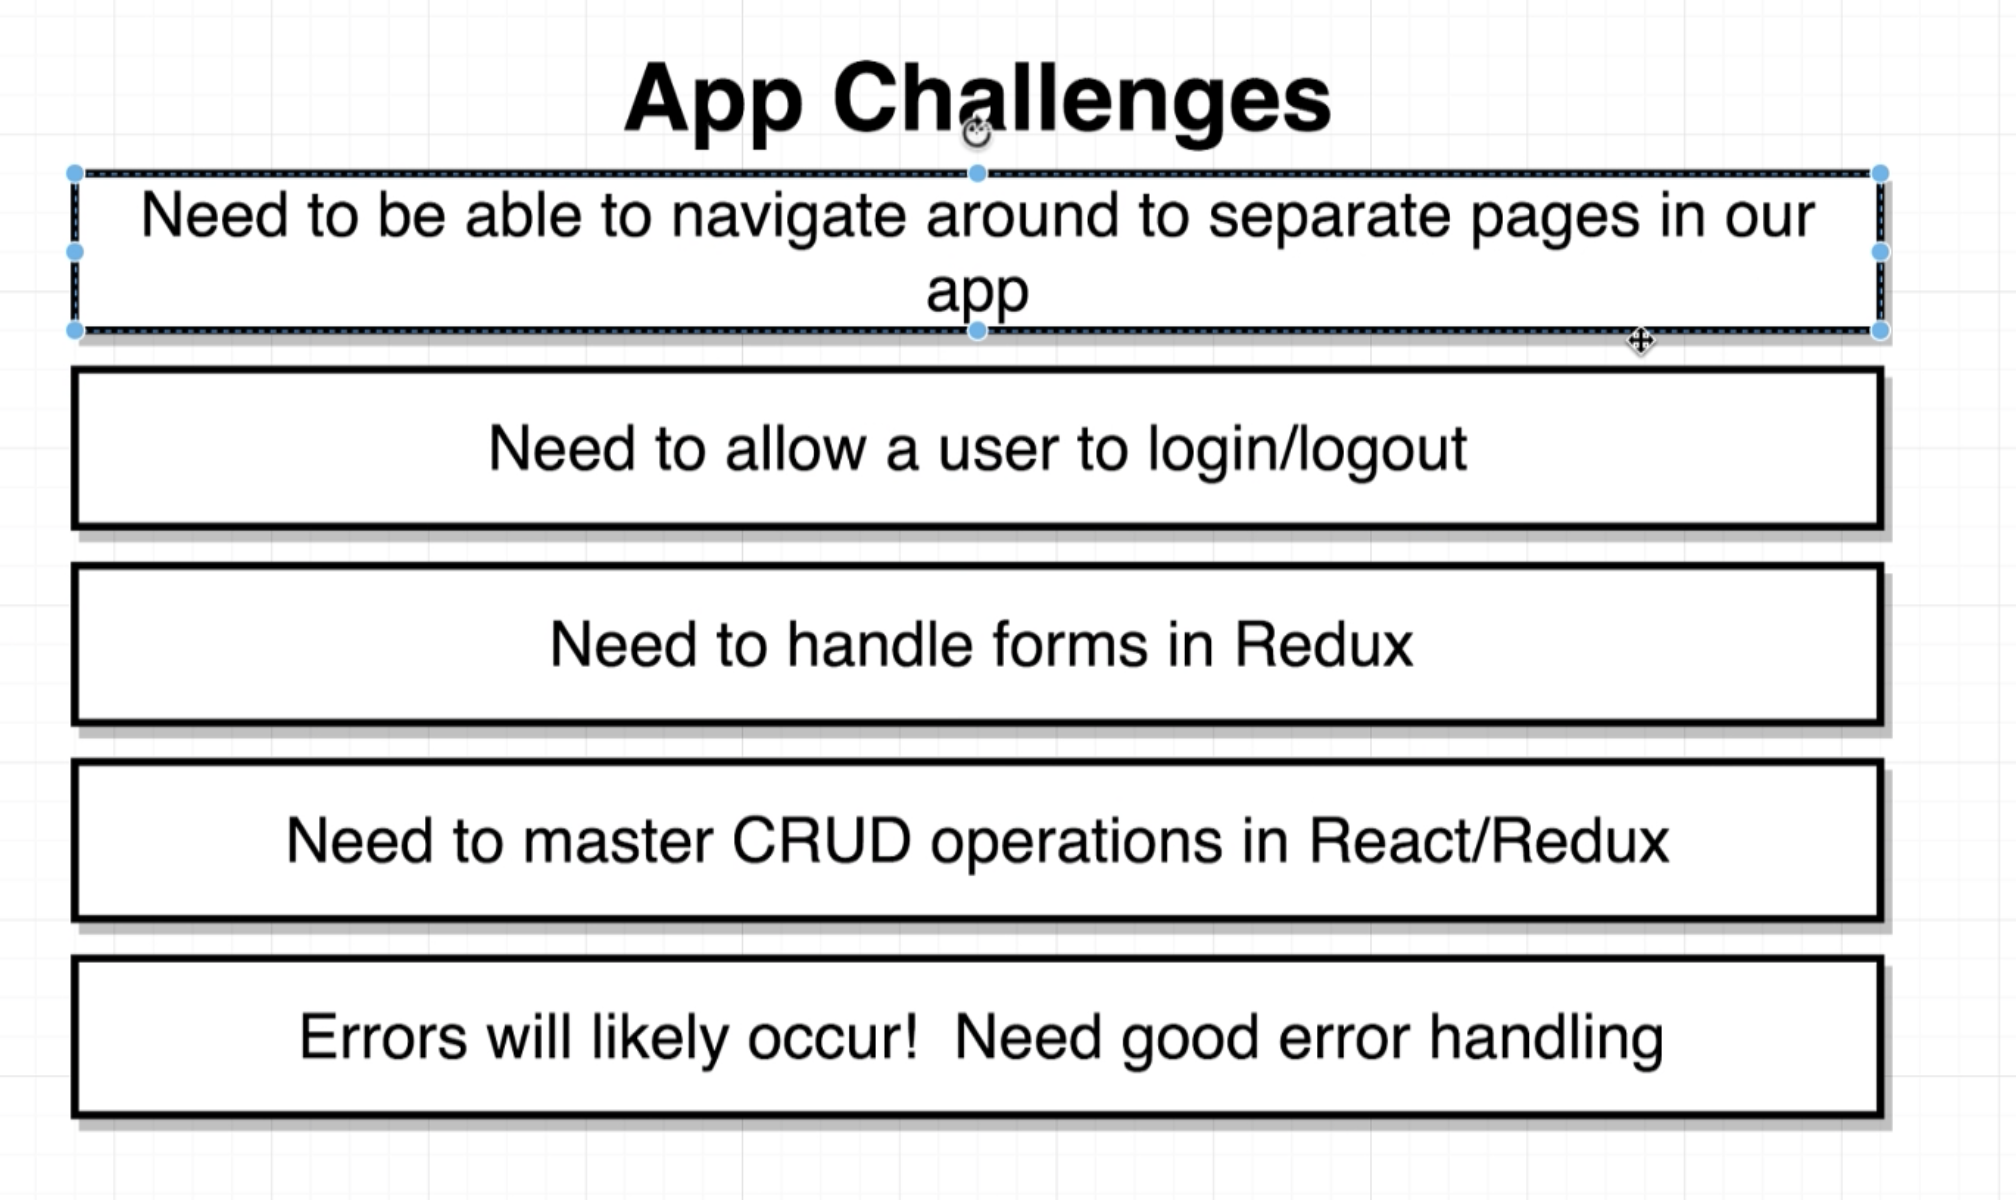 App Challenges
Need to be able to navigate around to separate pages in our
app
Need to allow a user to login/logout
Need to handle forms in Redux
Need to master CRUD operations in React/Redux
Errors will likely occur!  Need good error handling